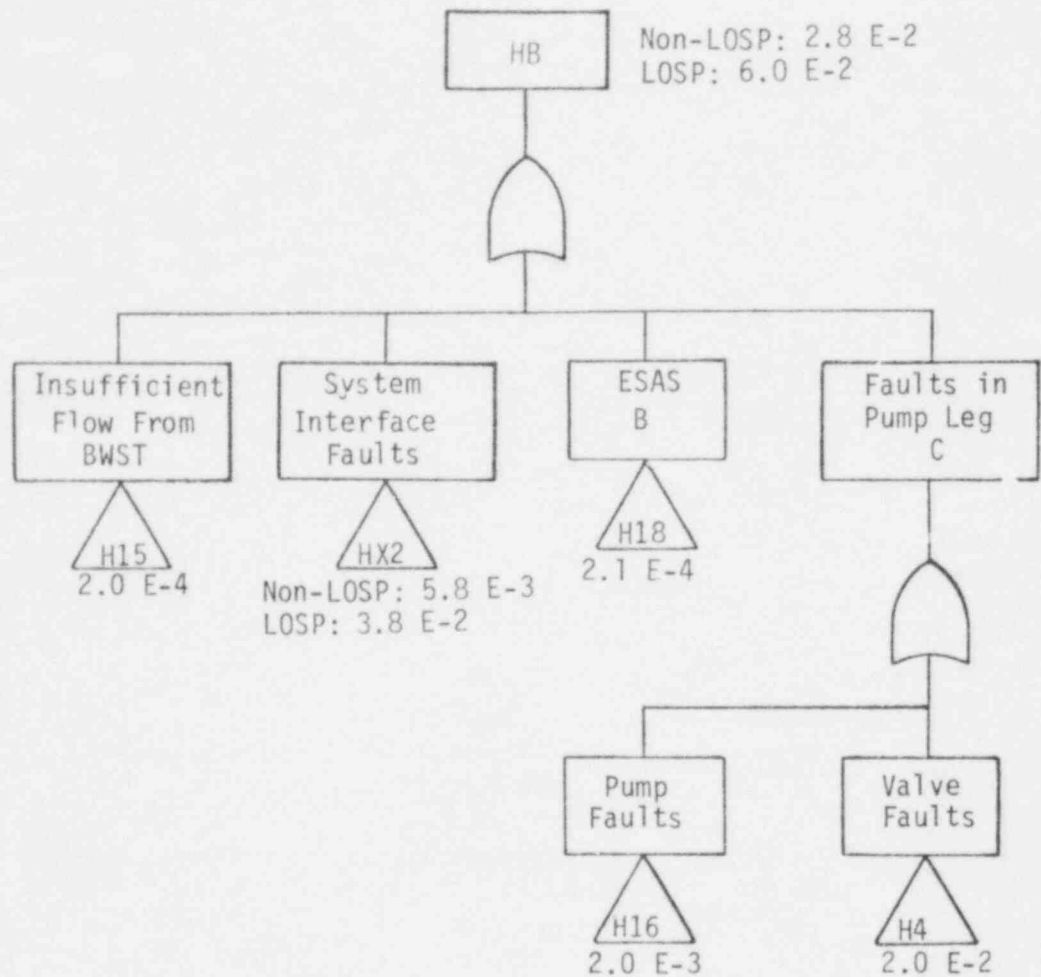 HB
Non-LOSP: 2.8 E-2
LOSP: 6.0 E-2
Insufficient
Flow From
BWST
System
Interface
Faults
ESAS
B
Faults in
Pump Leg
C
H15
2.0 E-4
HX2
Non-LOSP: 5.8 E-3
LOSP: 3.8 E-2
H18
2.1 E-4
Pump
Faults
Valve
Faults
H16
2.0 E-3
H4
2.0 E-2